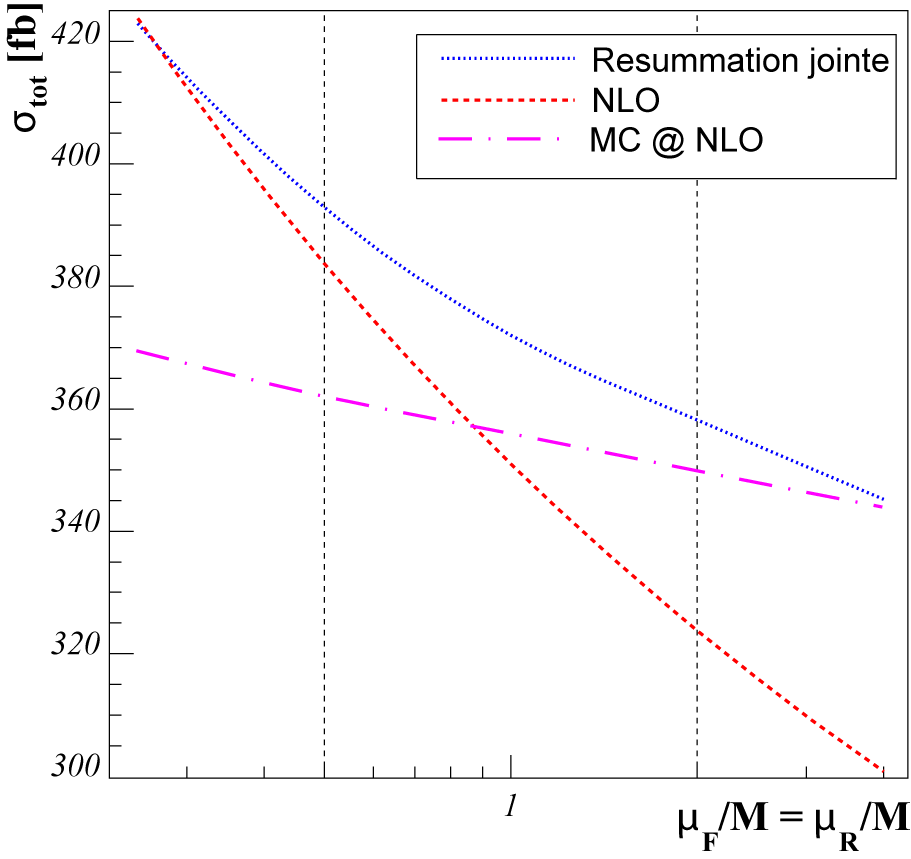 σtot [fb]
420
400
380
360
340
320
300
Resummation jointe
NLO
MC @ NLO
1
μF/M = μR/M